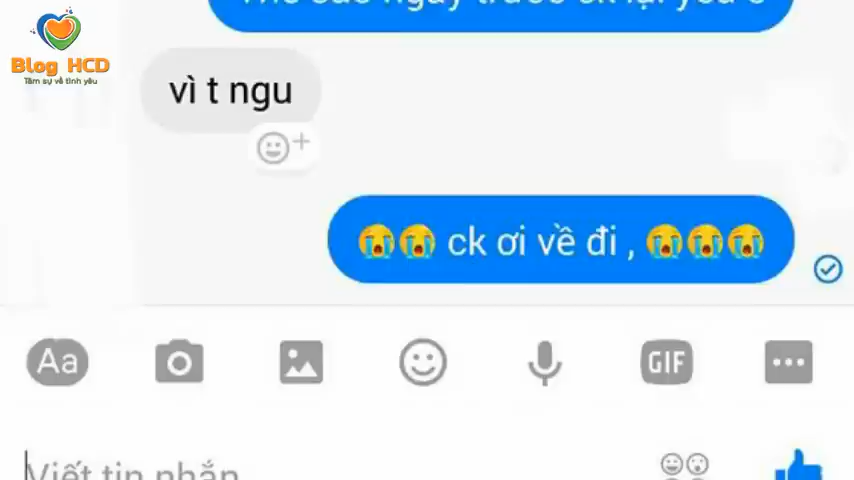 Blog HCD
Tâm sự về tình yêu
vì t ngu
😭😭 ck ơi về đi , 😭😭😭
Aa
GIF
Viết tin nhắn